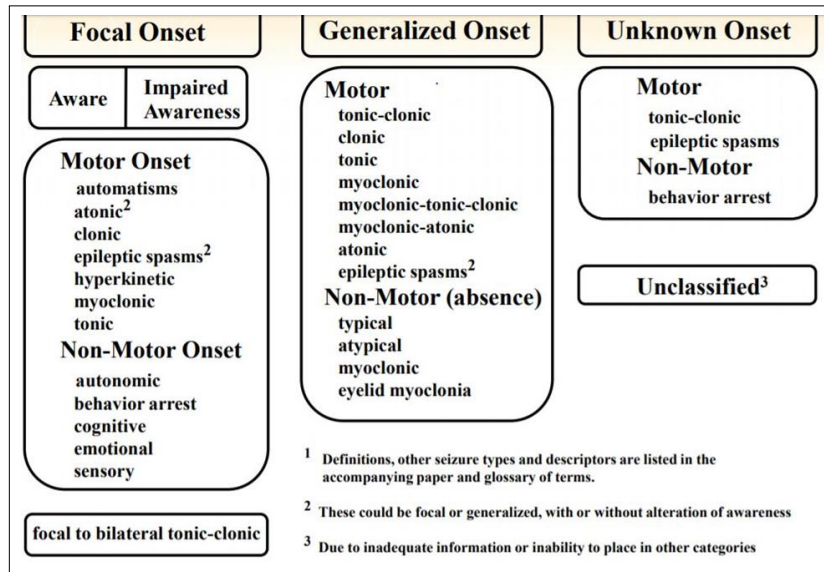 Focal Onset
Aware
Impaired
Awareness
Motor Onset
automatisms
atonic²
clonic
epileptic spasms²
hyperkinetic
myoclonic
tonic
Non-Motor Onset
autonomic
behavior arrest
cognitive
emotional
sensory
focal to bilateral tonic-clonic
Generalized Onset
Motor
tonic-clonic
clonic
tonic
myoclonic
myoclonic-tonic-clonic
myoclonic-atonic
atonic
epileptic spasms²
Non-Motor (absence)
typical
atypical
myoclonic
eyelid myoclonia
Unknown Onset
Motor
tonic-clonic
epileptic spasms
Non-Motor
behavior arrest
Unclassified³
¹ Definitions, other seizure types and descriptors are listed in the
accompanying paper and glossary of terms.
² These could be focal or generalized, with or without alteration of awareness
³ Due to inadequate information or inability to place in other categories